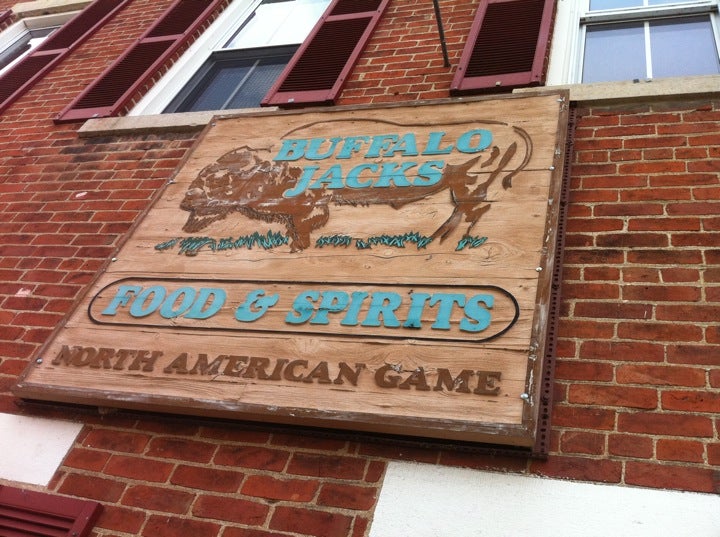 BUFFALO
JACKS
FOOD & SPIRITS
NORTH AMERICAN GAME